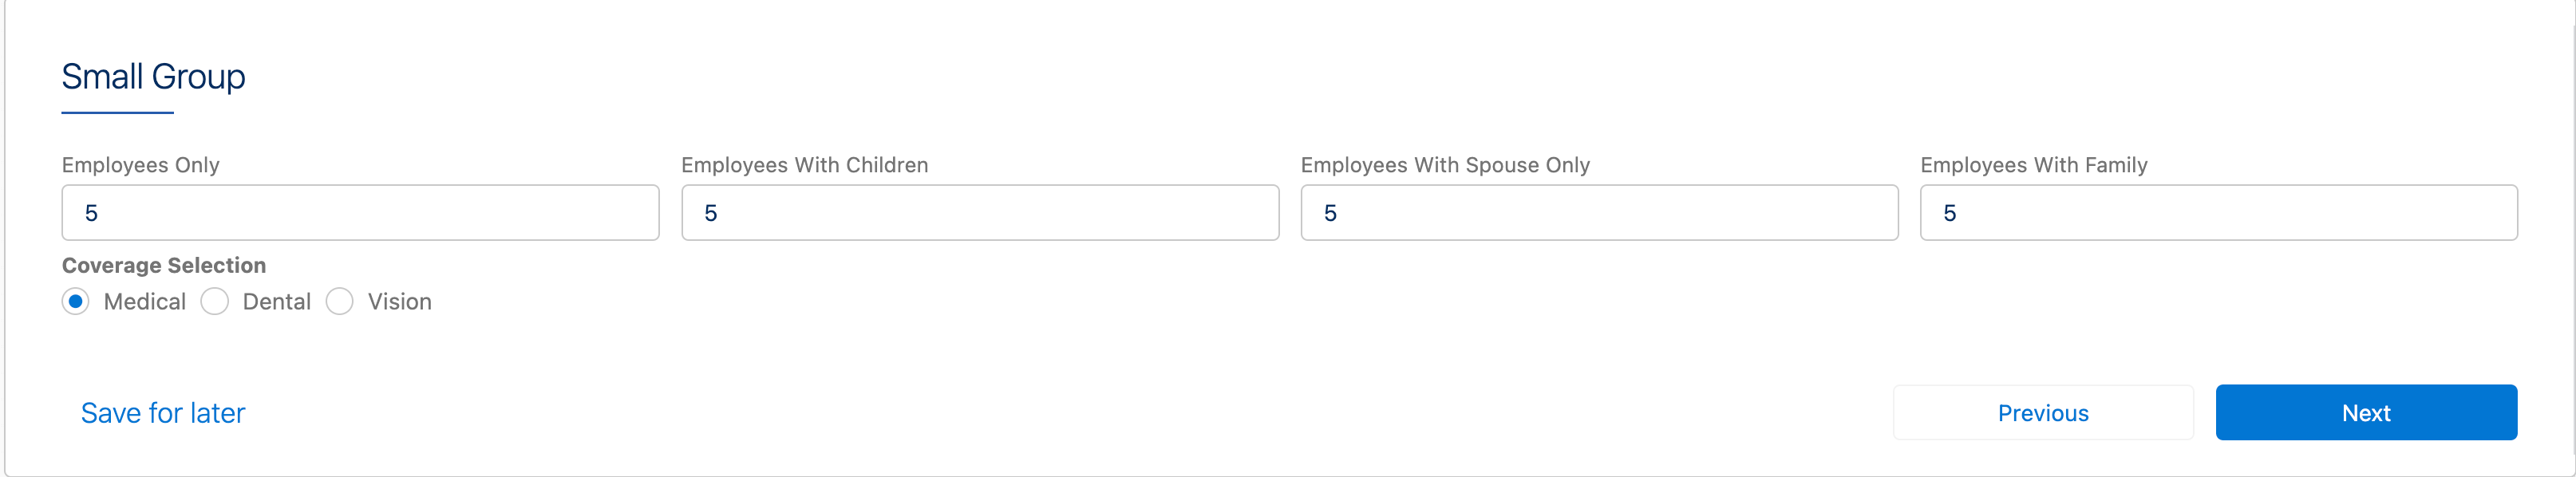 Small Group
Employees Only Employees With Children Employees With Spouse Only Employees With Family
5 5 5 5
Coverage Selection
Medical Dental Vision
Save for later Previous Next